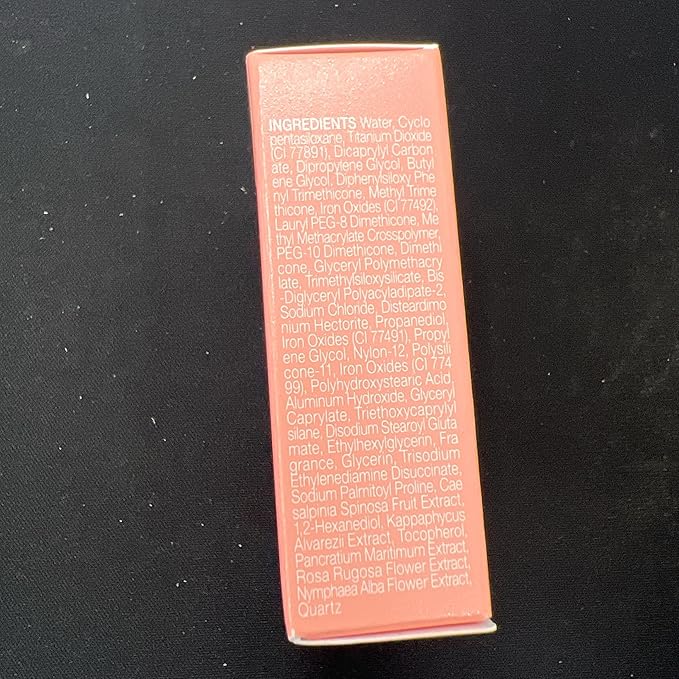 INGREDIENTS Water, Cyclo
pentasiloxane, Titanium Dioxide
(CI 77891), Dicaprylyl Carbon
ate, Dipropylene Glycol, Butyl
ene Glycol, Diphenylsiloxy Phe
nyl Trimethicone, Methyl Trime
thicone, Iron Oxides (CI 77492),
Lauryl PEG-8 Dimethicone, Me
thyl Methacrylate Crosspolymer,
PEG-10 Dimethicone, Dimethi
cone, Glyceryl Polymethacry
late, Trimethylsiloxysilicate, Bis
-Diglyceryl Polyacyladipate-2,
Sodium Chloride, Disteardimo
nium Hectorite, Propanediol,
Iron Oxides (CI 77491), Propyl
ene Glycol, Nylon-12, Polysili
cone-11, Iron Oxides (CI 774
99), Polyhydroxystearic Acid,
Aluminum Hydroxide, Glyceryl
Caprylate, Triethoxycaprylyl
silane, Disodium Stearoyl Gluta
mate, Ethylhexylglycerin, Fra
grance, Glycerin, Trisodium
Ethylenediamine Disuccinate,
Sodium Palmitoyl Proline, Cae
salpinia Spinosa Fruit Extract,
1,2-Hexanediol, Kappaphycus
Alvarezii Extract, Tocopherol,
Pancratium Maritimum Extract,
Rosa Rugosa Flower Extract,
Nymphaea Alba Flower Extract,
Quartz